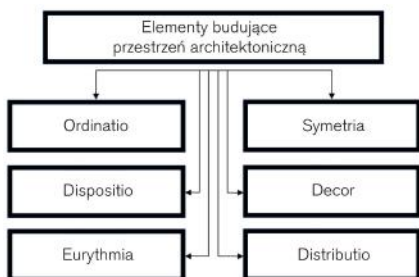 Elementy budujące
przestrzeń architektoniczną
Ordinatio
Symetria
Dispositio
Decor
Eurythmia
Distributio